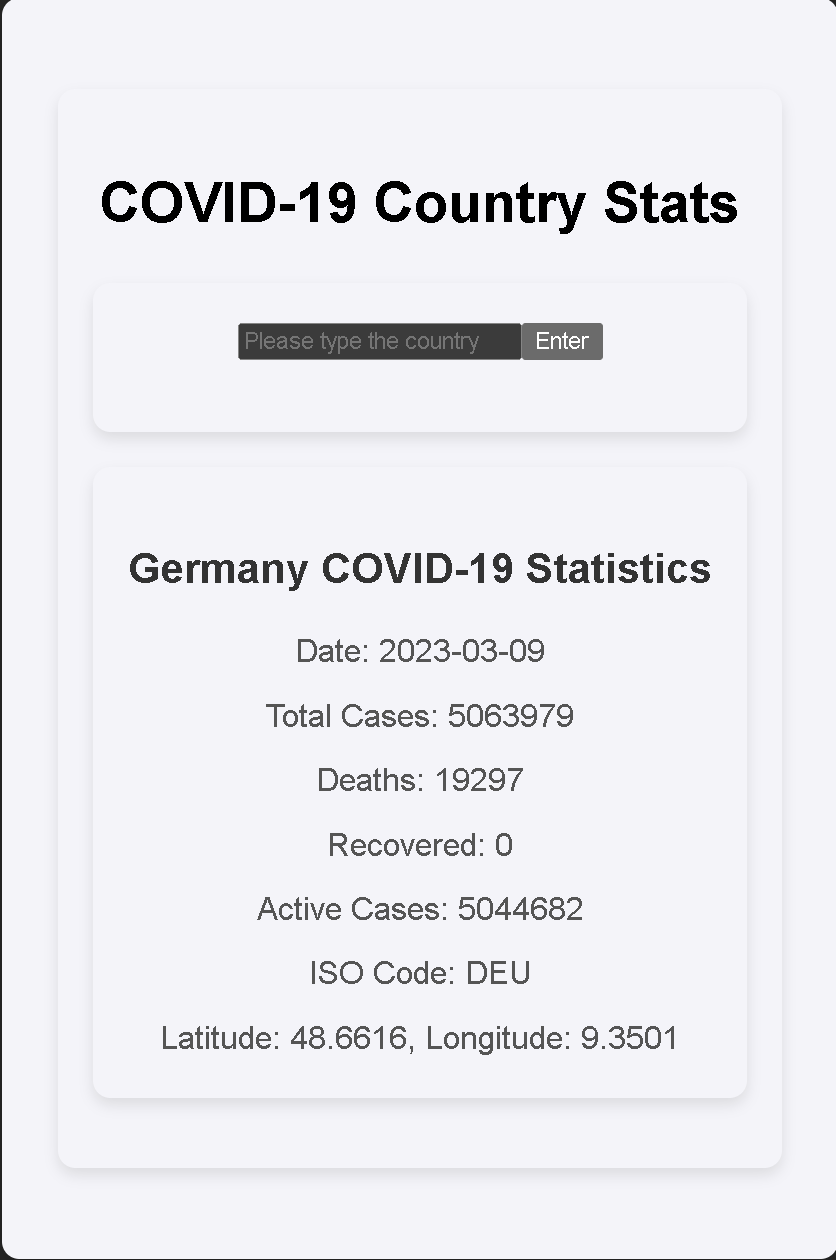 COVID-19 Country Stats
Please type the country Enter
Germany COVID-19 Statistics
Date: 2023-03-09
Total Cases: 5063979
Deaths: 19297
Recovered: 0
Active Cases: 5044682
ISO Code: DEU
Latitude: 48.6616, Longitude: 9.3501